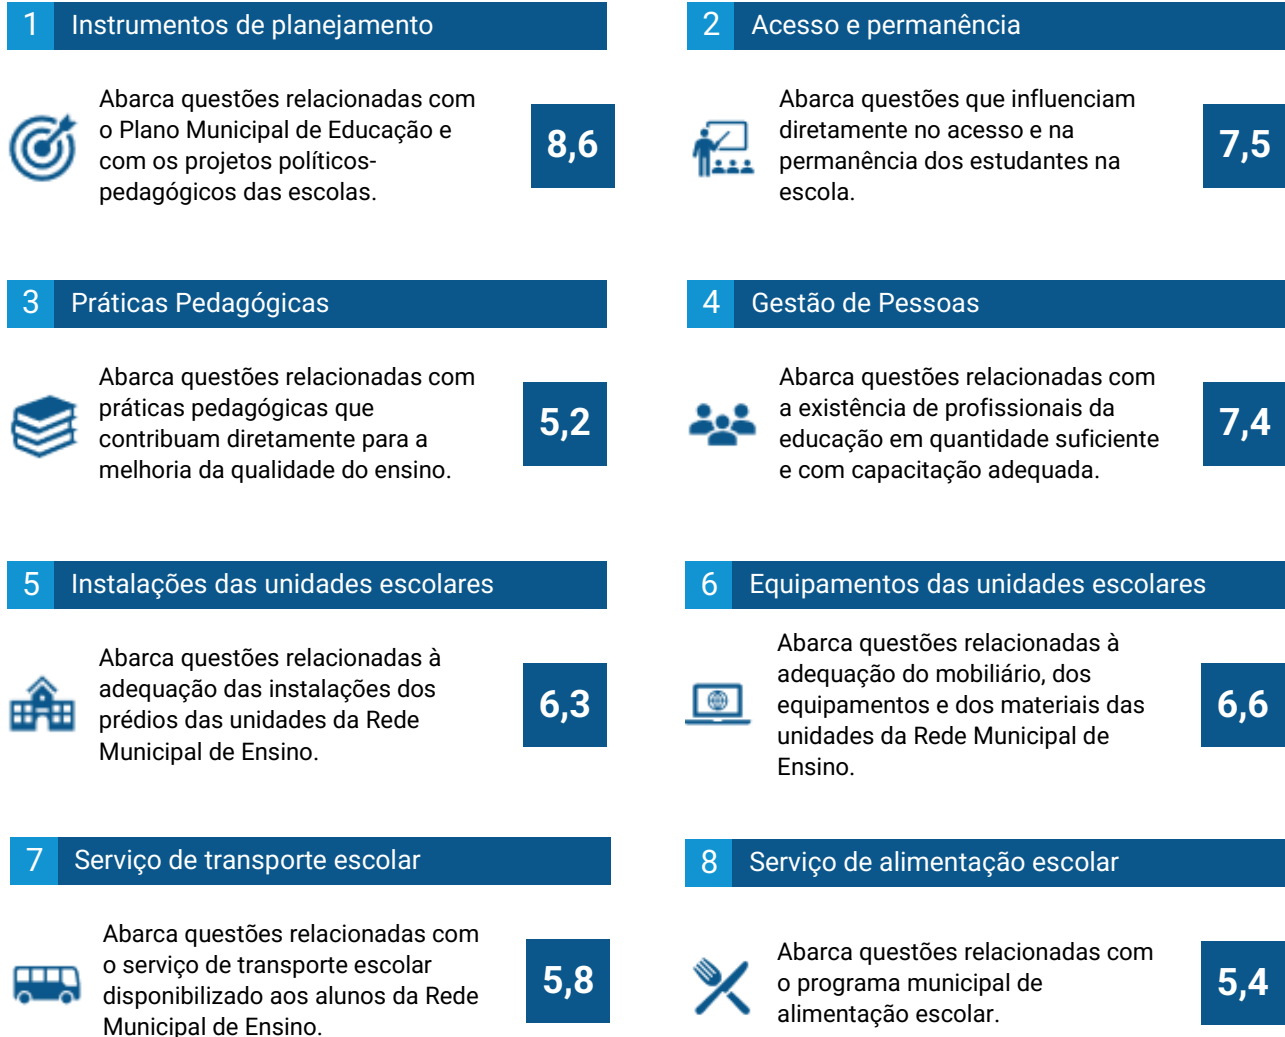 1 Instrumentos de planejamento
Abarca questões relacionadas com
o Plano Municipal de Educação e
com os projetos políticos-
pedagógicos das escolas.
8,6
2 Acesso e permanência
Abarca questões que influenciam
diretamente no acesso e na
permanência dos estudantes na
escola.
7,5
3 Práticas Pedagógicas
Abarca questões relacionadas com
práticas pedagógicas que
contribuam diretamente para a
melhoria da qualidade do ensino.
5,2
4 Gestão de Pessoas
Abarca questões relacionadas com
a existência de profissionais da
educação em quantidade suficiente
e com capacitação adequada.
7,4
5 Instalações das unidades escolares
Abarca questões relacionadas à
adequação das instalações dos
prédios das unidades da Rede
Municipal de Ensino.
6,3
6 Equipamentos das unidades escolares
Abarca questões relacionadas à
adequação do mobiliário, dos
equipamentos e dos materiais das
unidades da Rede Municipal de
Ensino.
6,6
7 Serviço de transporte escolar
Abarca questões relacionadas com
o serviço de transporte escolar
disponibilizado aos alunos da Rede
Municipal de Ensino.
5,8
8 Serviço de alimentação escolar
Abarca questões relacionadas com
o programa municipal de
alimentação escolar.
5,4